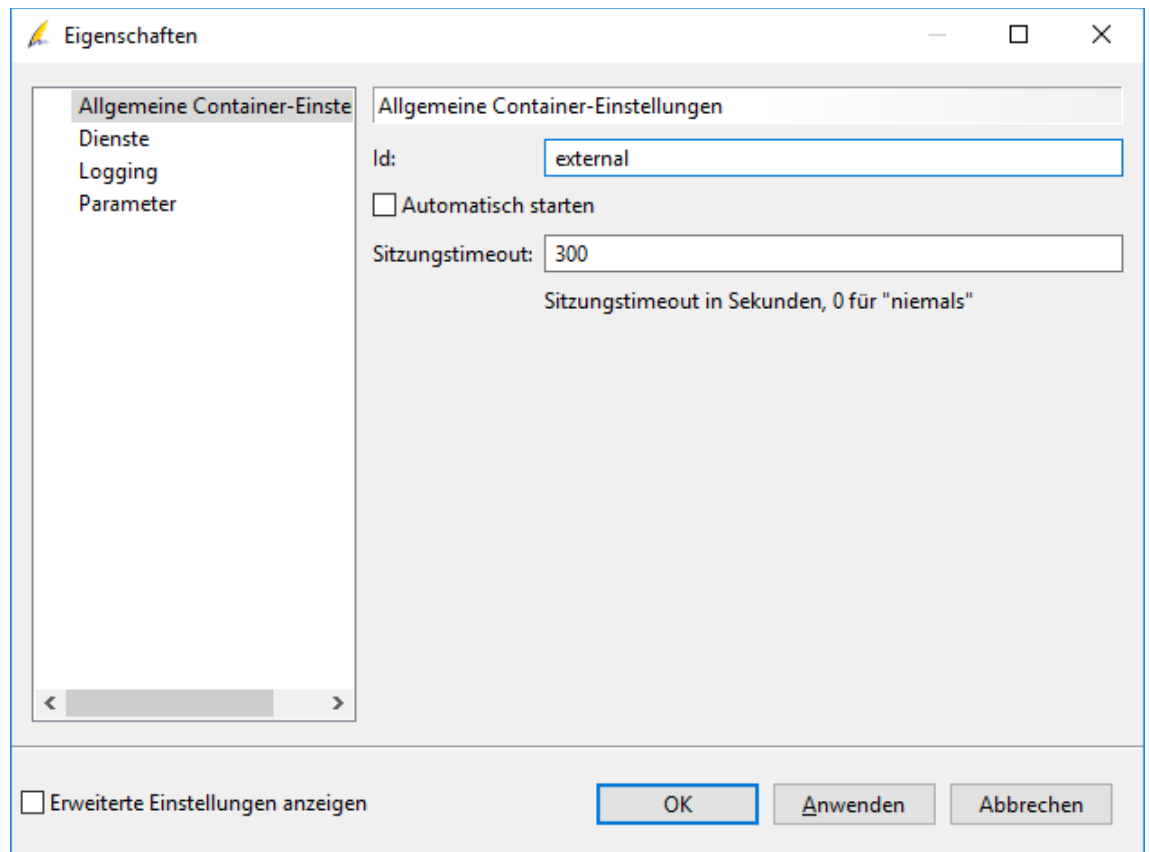 Eigenschaften
Allgemeine Container-Einste
Dienste
Logging
Parameter
Allgemeine Container-Einstellungen
Id: external
Automatisch starten
Sitzungstimeout: 300
Sitzungstimeout in Sekunden, 0 für "niemals"
Erweiterte Einstellungen anzeigen
OK
Anwenden
Abbrechen